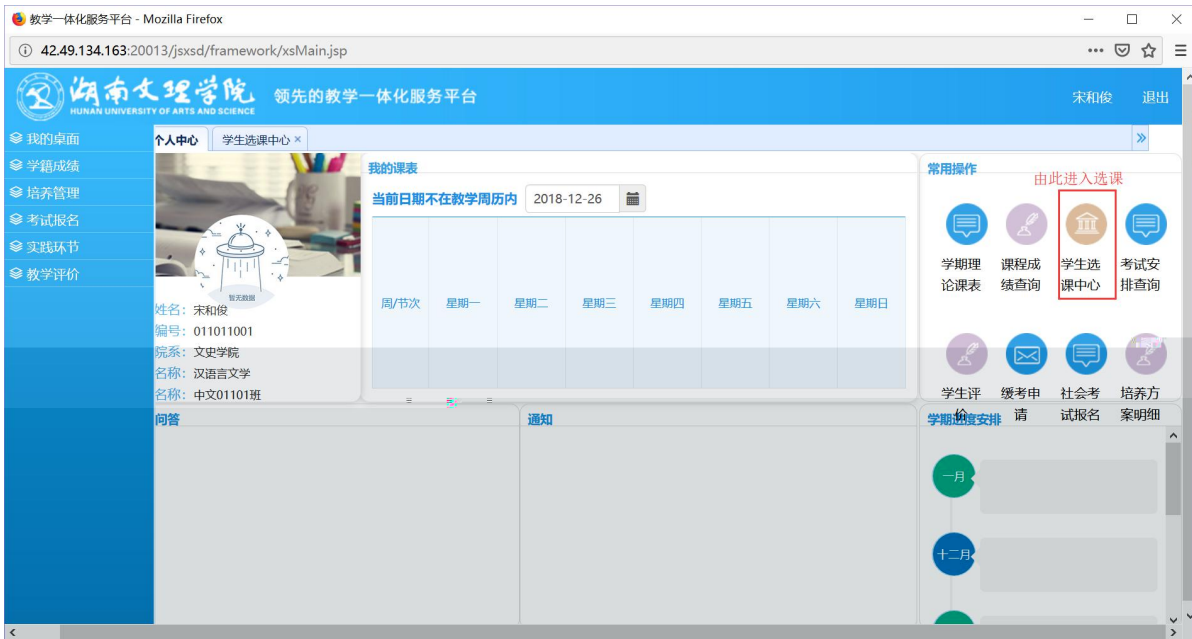 教学一体化服务平台 - Mozilla Firefox
42.49.134.163:20013/jsxsd/framework/xsMain.jsp
湖南文理学院
HUNAN UNIVERSITY OF ARTS AND SCIENCE
领先的教学一体化服务平台
宋和俊 退出
我的桌面
学籍成绩
培养管理
考试报名
实践环节
教学评价
个人中心 学生选课中心 ×
暂无数据
姓名：宋和俊
编号：011011001
院系：文史学院
名称：汉语言文学
名称：中文01101班
我的课表
当前日期不在教学周历内 2018-12-26
周/节次 星期一 星期二 星期三 星期四 星期五 星期六 星期日
常用操作
由此进入选课
学期理
论课表
课程成
绩查询
学生选
课中心
考试安
排查询
学生评
价
缓考申
请
社会考
试报名
培养方
案明细
问答
通知
学期进度安排
一月
十二月